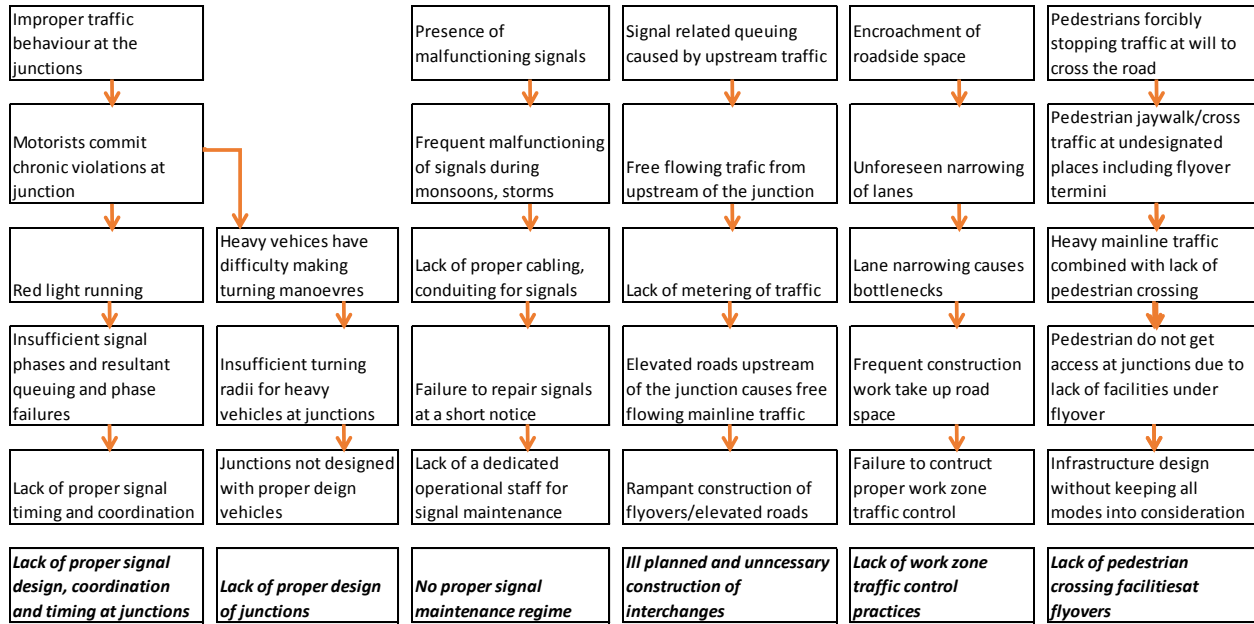 Improper traffic
behaviour at the
junctions
Motorists commit
chronic violations at
junction
Red light running
Insufficient signal
phases and resultant
queuing and phase
failures
Lack of proper signal
timing and coordination
Lack of proper signal
design, coordination
and timing at junctions
Heavy vehices have
difficulty making
turning manoevres
Insufficient turning
radii for heavy
vehicles at junctions
Junctions not designed
with proper deign
vehicles
Lack of proper design
of junctions
Presence of
malfunctioning signals
Frequent malfunctioning
of signals during
monsoons, storms
Lack of proper cabling,
conduiting for signals
Failure to repair signals
at a short notice
Lack of a dedicated
operational staff for
signal maintenance
No proper signal
maintenance regime
Signal related queuing
caused by upstream traffic
Free flowing trafic from
upstream of the junction
Lack of metering of traffic
Elevated roads upstream
of the junction causes free
flowing mainline traffic
Rampant construction of
flyovers/elevated roads
Ill planned and unncessary
construction of
interchanges
Encroachment of
roadside space
Unforeseen narrowing
of lanes
Lane narrowing causes
bottlenecks
Frequent construction
work take up road
space
Failure to contruct
proper work zone
traffic control
Lack of work zone
traffic control
practices
Pedestrians forcibly
stopping traffic at will to
cross the road
Pedestrian jaywalk/cross
traffic at undesignated
places including flyover
termini
Heavy mainline traffic
combined with lack of
pedestrian crossing
Pedestrian do not get
access at junctions due to
lack of facilities under
flyover
Infrastructure design
without keeping all
modes into consideration
Lack of pedestrian
crossing facilitiesat
flyovers